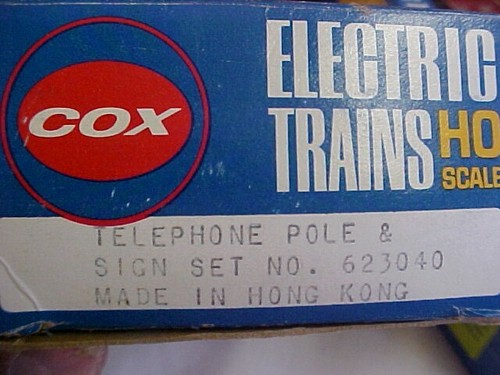 COX
ELECTRIC
TRAINS HO
SCALE
TELEPHONE POLE &
SIGN SET NO. 623040
MADE IN HONG KONG